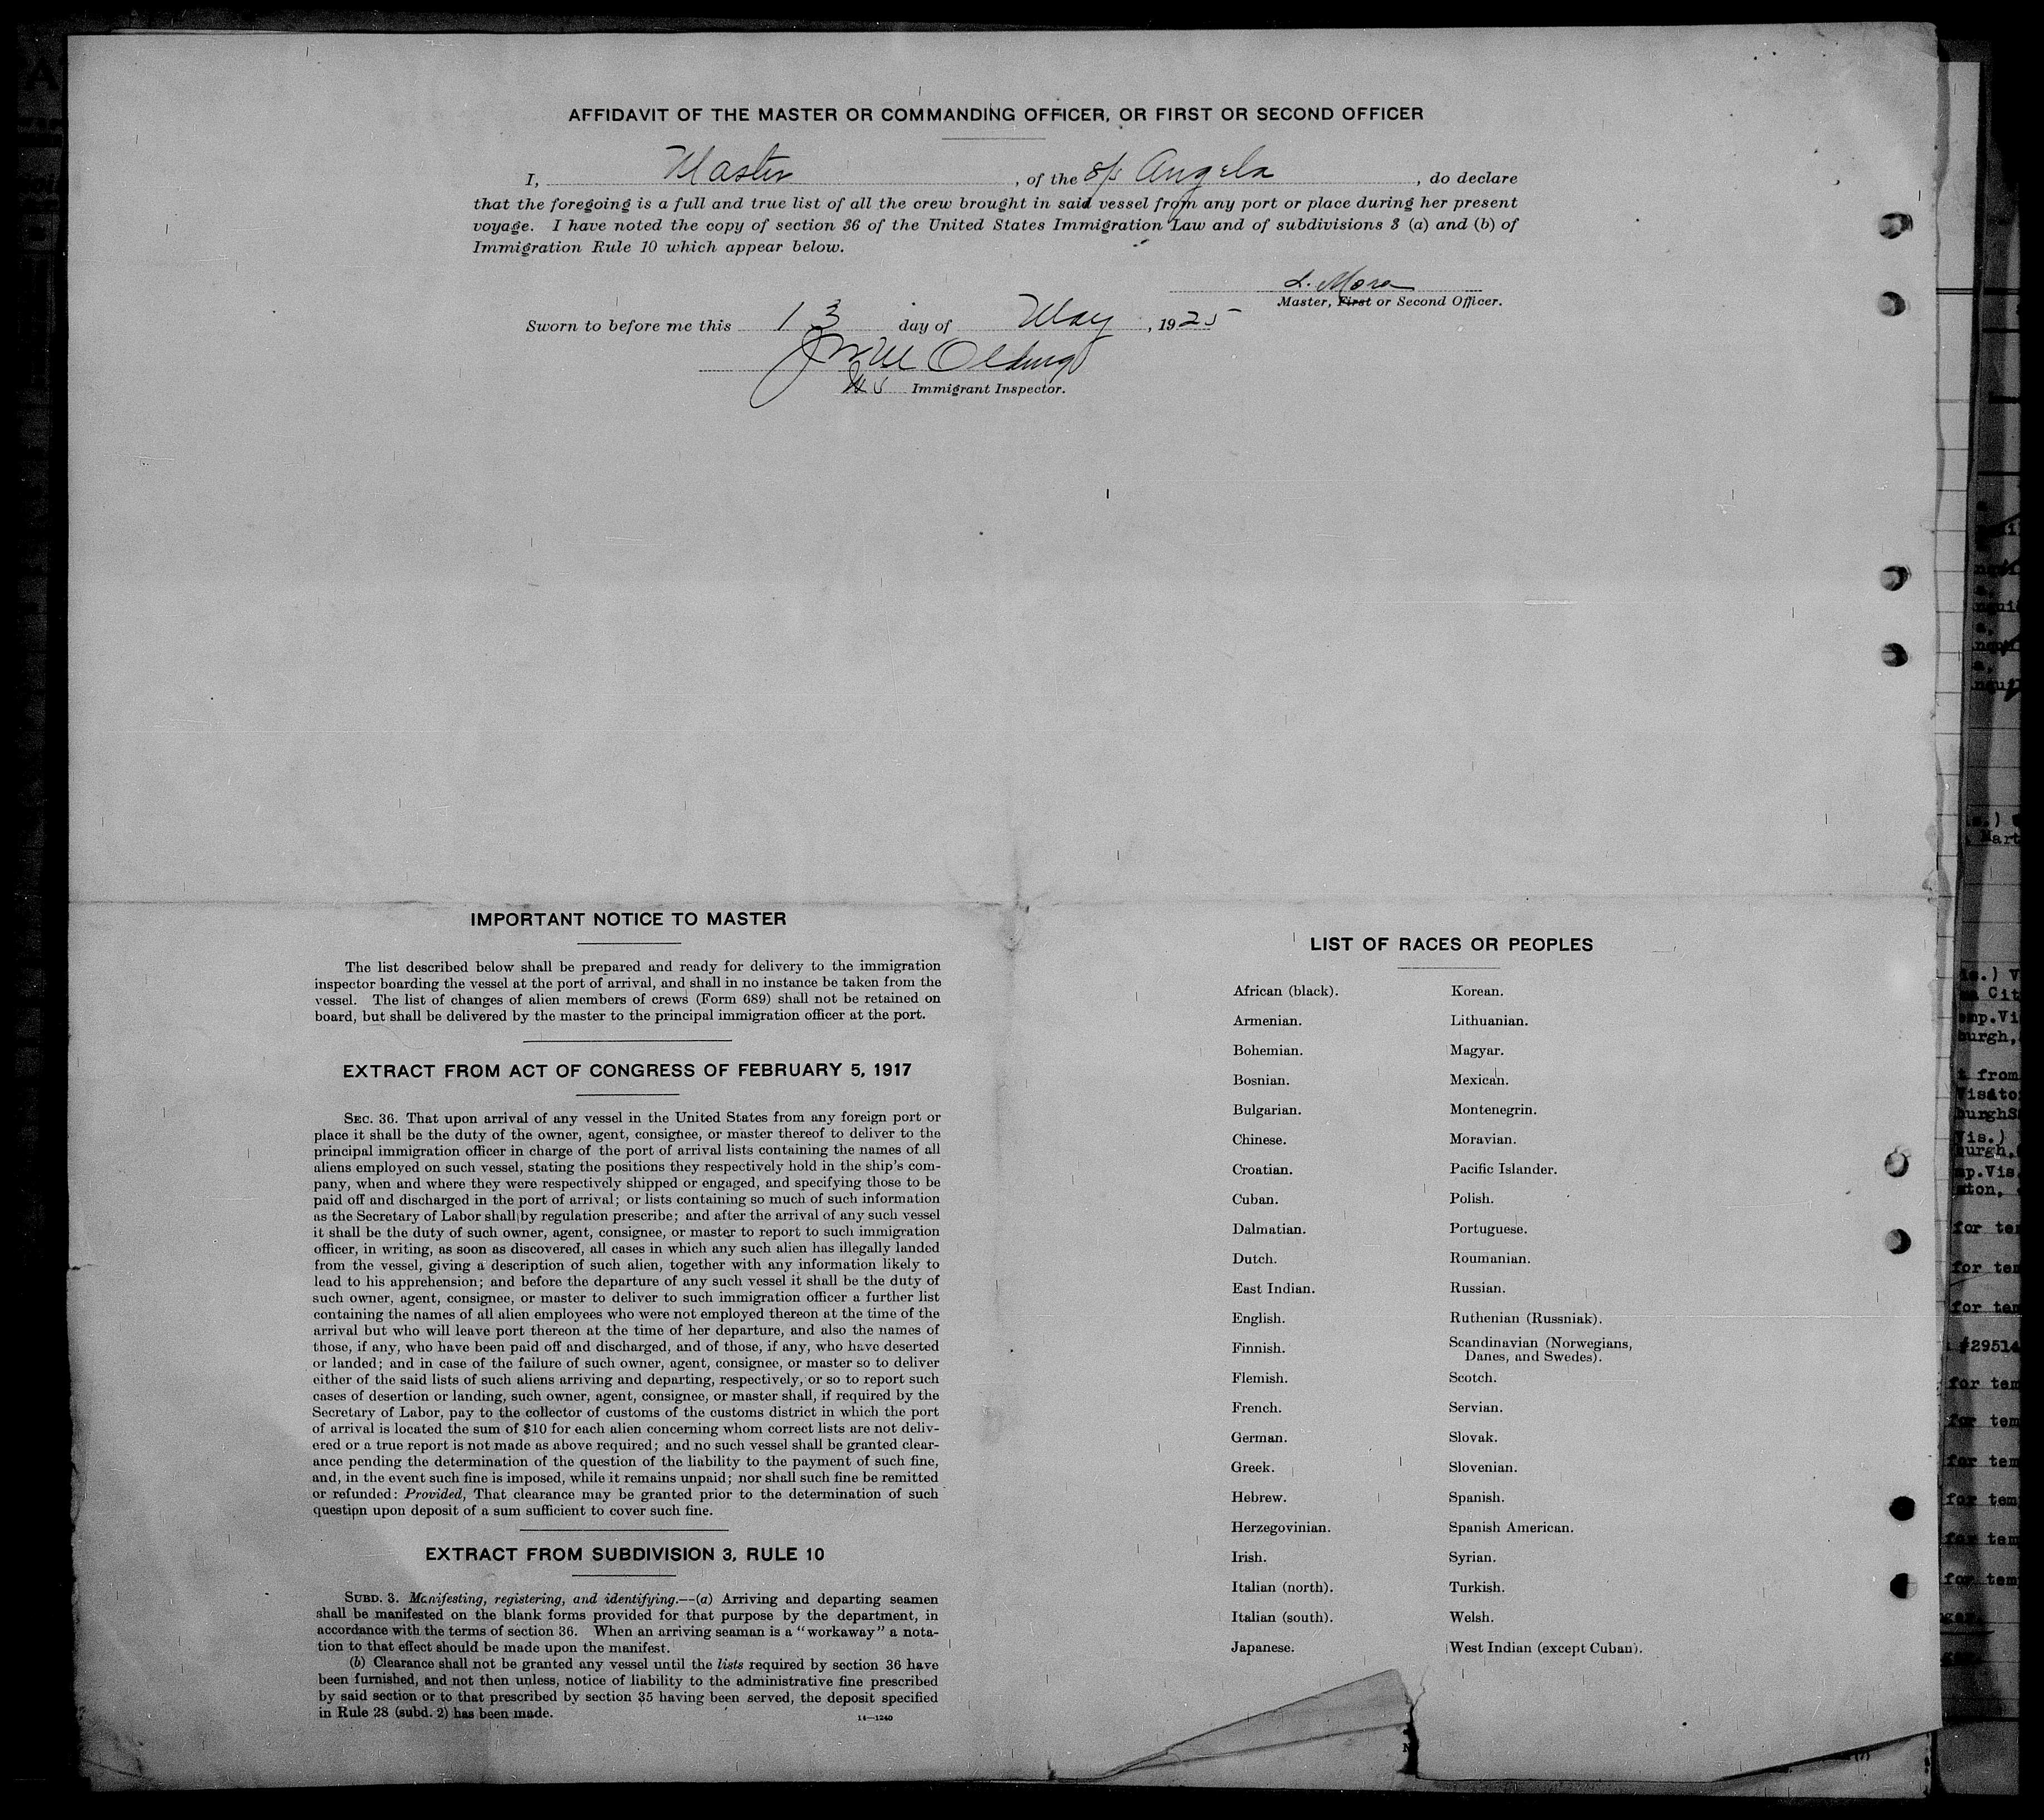 AFFIDAVIT OF THE MASTER OR COMMANDING OFFICER, OR FIRST OR SECOND OFFICER
I, Master, of the s/s Angela, do declare
that the foregoing is a full and true list of all the crew brought in said vessel from any port or place during her present
voyage. I have noted the copy of section 36 of the United States Immigration Law and of subdivisions 3 (a) and (b) of
Immigration Rule 10 which appear below.
L. Mora
Master, First or Second Officer.
Sworn to before me this 13 day of May, 1925
US Immigrant Inspector.
IMPORTANT NOTICE TO MASTER
The list described below shall be prepared and ready for delivery to the immigration
inspector boarding the vessel at the port of arrival, and shall in no instance be taken from the
vessel. The list of changes of alien members of crews (Form 689) shall not be retained on
board, but shall be delivered by the master to the principal immigration officer at the port.
EXTRACT FROM ACT OF CONGRESS OF FEBRUARY 5, 1917
SEC. 36. That upon arrival of any vessel in the United States from any foreign port or
place it shall be the duty of the owner, agent, consignee, or master thereof to deliver to the
principal immigration officer in charge of the port of arrival lists containing the names of all
aliens employed on such vessel, stating the positions they respectively hold in the ship's com-
pany, when and where they were respectively shipped or engaged, and specifying those to be
paid off and discharged in the port of arrival; or lists containing so much of such information
as the Secretary of Labor shall by regulation prescribe; and after the arrival of any such vessel
it shall be the duty of such owner, agent, consignee, or master to report to such immigration
officer, in writing, as soon as discovered, all cases in which any such alien has illegally landed
from the vessel, giving a description of such alien, together with any information likely to
lead to his apprehension; and before the departure of any such vessel it shall be the duty of
such owner, agent, consignee, or master to deliver to such immigration officer a further list
containing the names of all alien employees who were not employed thereon at the time of the
arrival but who will leave port thereon at the time of her departure, and also the names of
those, if any, who have been paid off and discharged, and of those, if any, who have deserted
or landed; and in case of the failure of such owner, agent, consignee, or master so to deliver
either of the said lists of such aliens arriving and departing, respectively, or so to report such
cases of desertion or landing, such owner, agent, consignee, or master shall, if required by the
Secretary of Labor, pay to the collector of customs of the customs district in which the port
of arrival is located the sum of $10 for each alien concerning whom correct lists are not deliv-
ered or a true report is not made as above required; and no such vessel shall be granted clear-
ance pending the determination of the question of the liability to the payment of such fine,
and, in the event such fine is imposed, while it remains unpaid; nor shall such fine be remitted
or refunded: Provided, That clearance may be granted prior to the determination of such
question upon deposit of a sum sufficient to cover such fine.
EXTRACT FROM SUBDIVISION 3, RULE 10
SUBD. 3. Manifesting, registering, and identifying.—(a) Arriving and departing seamen
shall be manifested on the blank forms provided for that purpose by the department, in
accordance with the terms of section 36. When an arriving seaman is a "workaway" a nota-
tion to that effect should be made upon the manifest.
(b) Clearance shall not be granted any vessel until the lists required by section 36 have
been furnished, and not then unless, notice of liability to the administrative fine prescribed
by said section or to that prescribed by section 35 having been served, the deposit specified
in Rule 28 (subd. 2) has been made.
14—1240
LIST OF RACES OR PEOPLES
African (black).
Armenian.
Bohemian.
Bosnian.
Bulgarian.
Chinese.
Croatian.
Cuban.
Dalmatian.
Dutch.
East Indian.
English.
Finnish.
Flemish.
French.
German.
Greek.
Hebrew.
Herzegovinian.
Irish.
Italian (north).
Italian (south).
Japanese.
Korean.
Lithuanian.
Magyar.
Mexican.
Montenegrin.
Moravian.
Pacific Islander.
Polish.
Portuguese.
Roumanian.
Russian.
Ruthenian (Russniak).
Scandinavian (Norwegians,
Danes, and Swedes).
Scotch.
Servian.
Slovak.
Slovenian.
Spanish.
Spanish American.
Syrian.
Turkish.
Welsh.
West Indian (except Cuban).